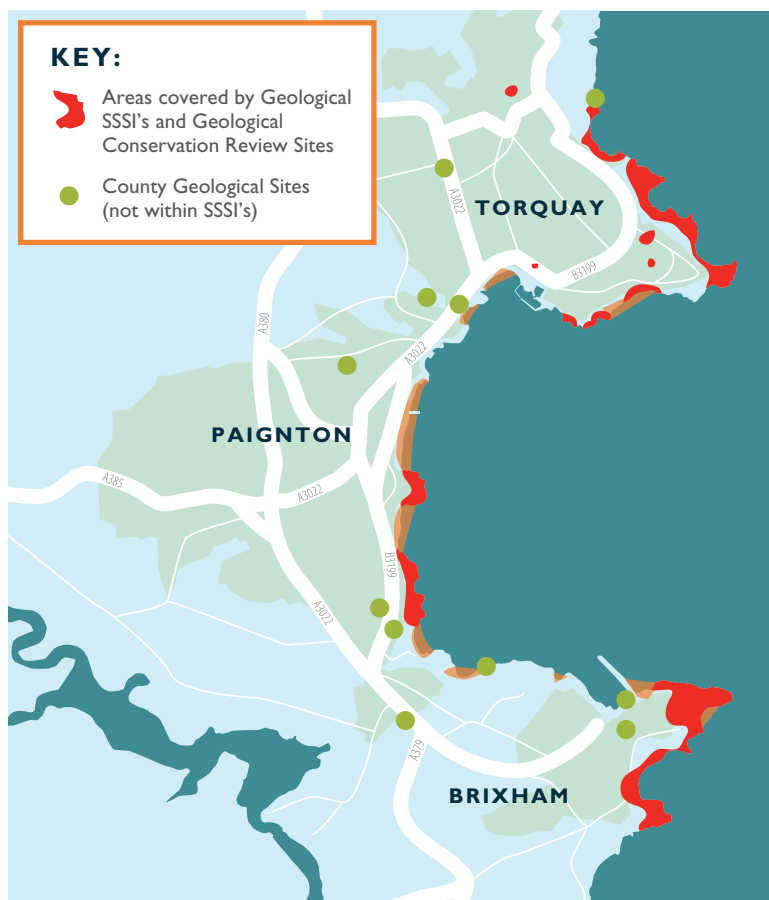 KEY:
Areas covered by Geological
SSSI's and Geological
Conservation Review Sites
County Geological Sites
(not within SSSI's)
A3022
TORQUAY
B3199
A380
A3022
PAIGNTON
A385
A3022
B3199
A3022
A379
BRIXHAM